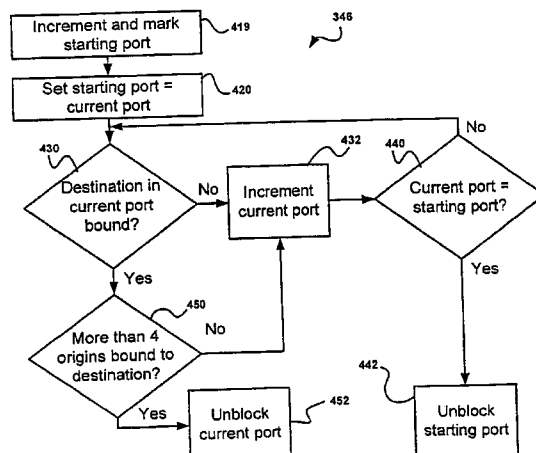 Increment and mark
starting port
419
346
Set starting port =
current port
420
No
430
432
440
Destination in
current port
bound?
No
Increment
current port
Current port =
starting port?
Yes
Yes
450
No
More than 4
origins bound to
destination?
442
Yes
Unblock
current port
452
Unblock
starting port